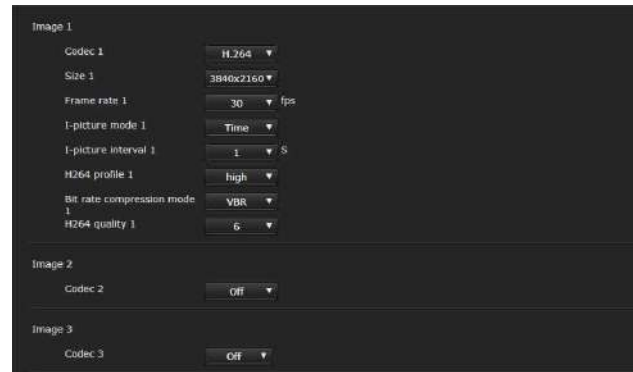 Image 1
Codec 1 H.264
Size 1 3840x2160
Frame rate 1 30 fps
I-picture mode 1 Time
I-picture interval 1 1 S
H264 profile 1 high
Bit rate compression mode 1 VBR
H264 quality 1 6
Image 2
Codec 2 Off
Image 3
Codec 3 Off